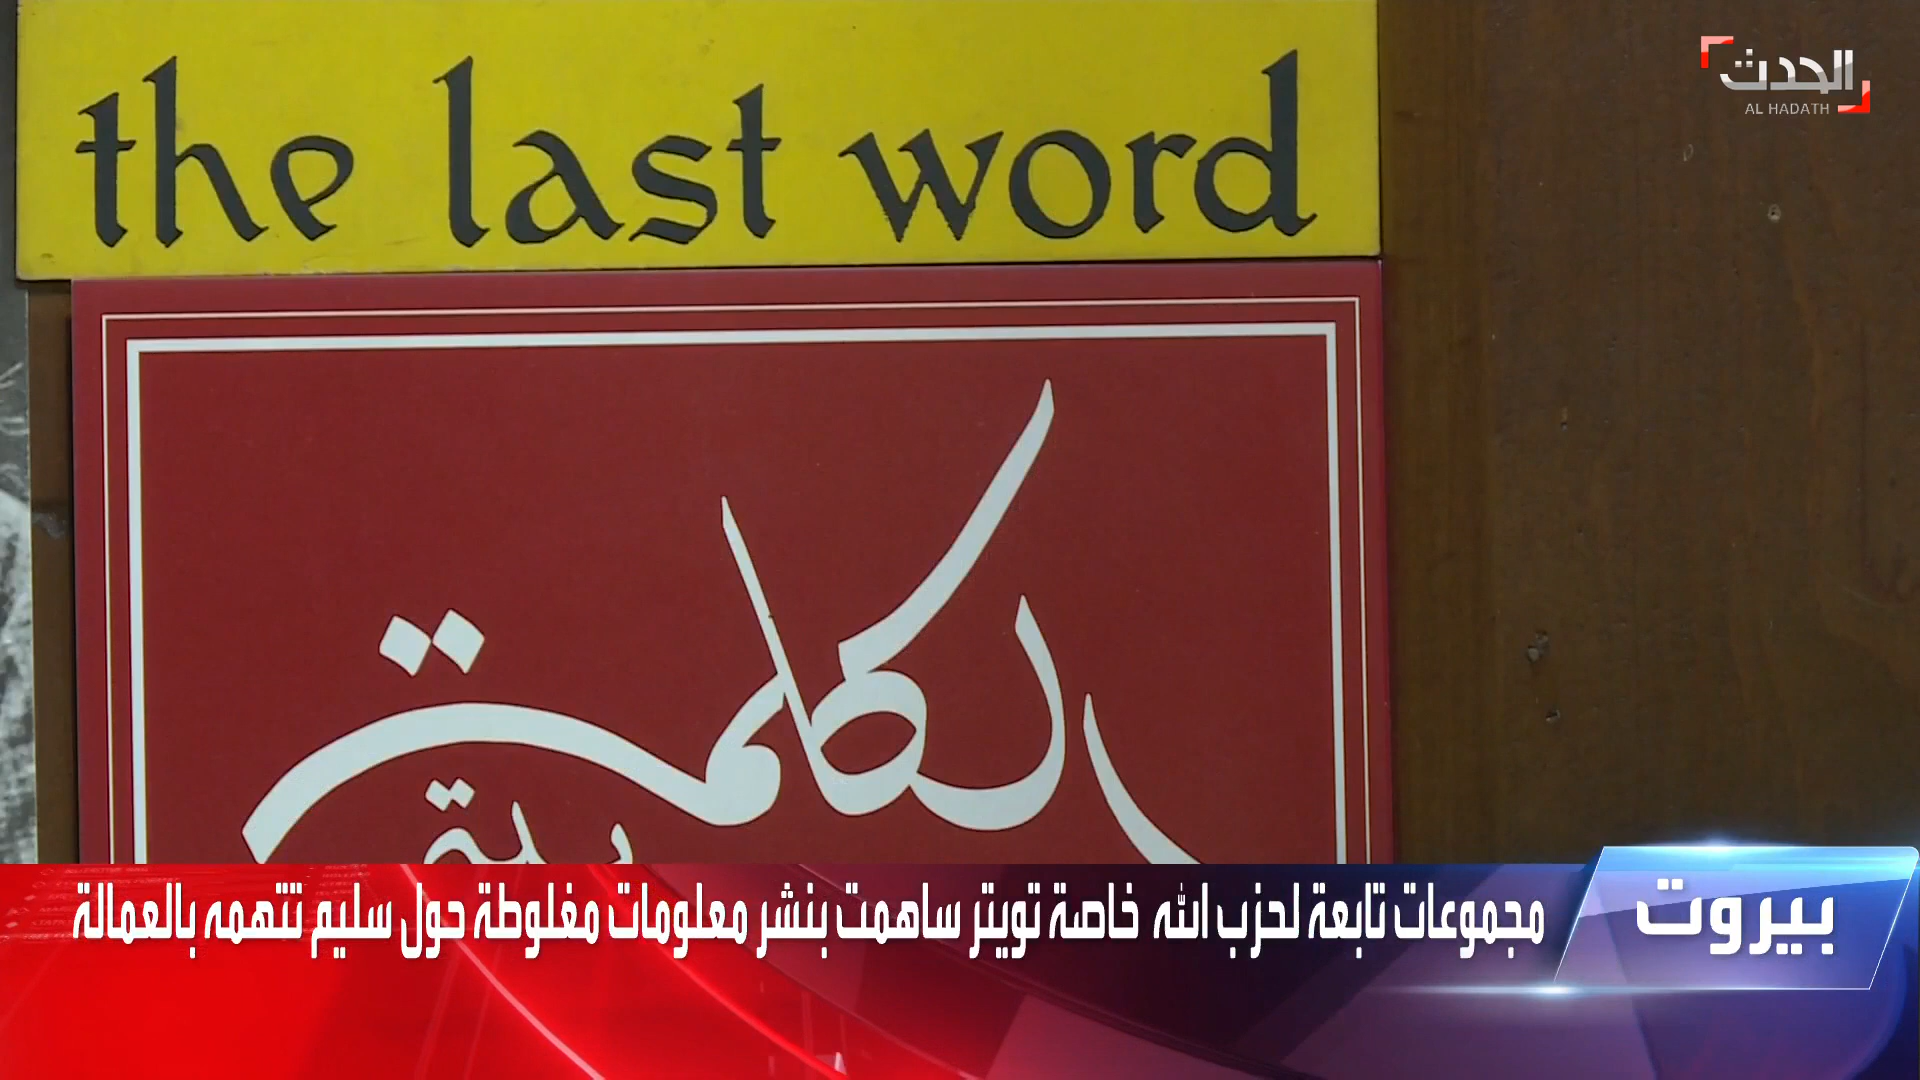 the last word
الحدث
AL HADATH
الكلمة
بيروت
مجموعات تابعة لحزب الله خاصة تويتر ساهمت بنشر معلومات مغلوطة حول سليم تتهمه بالعمالة